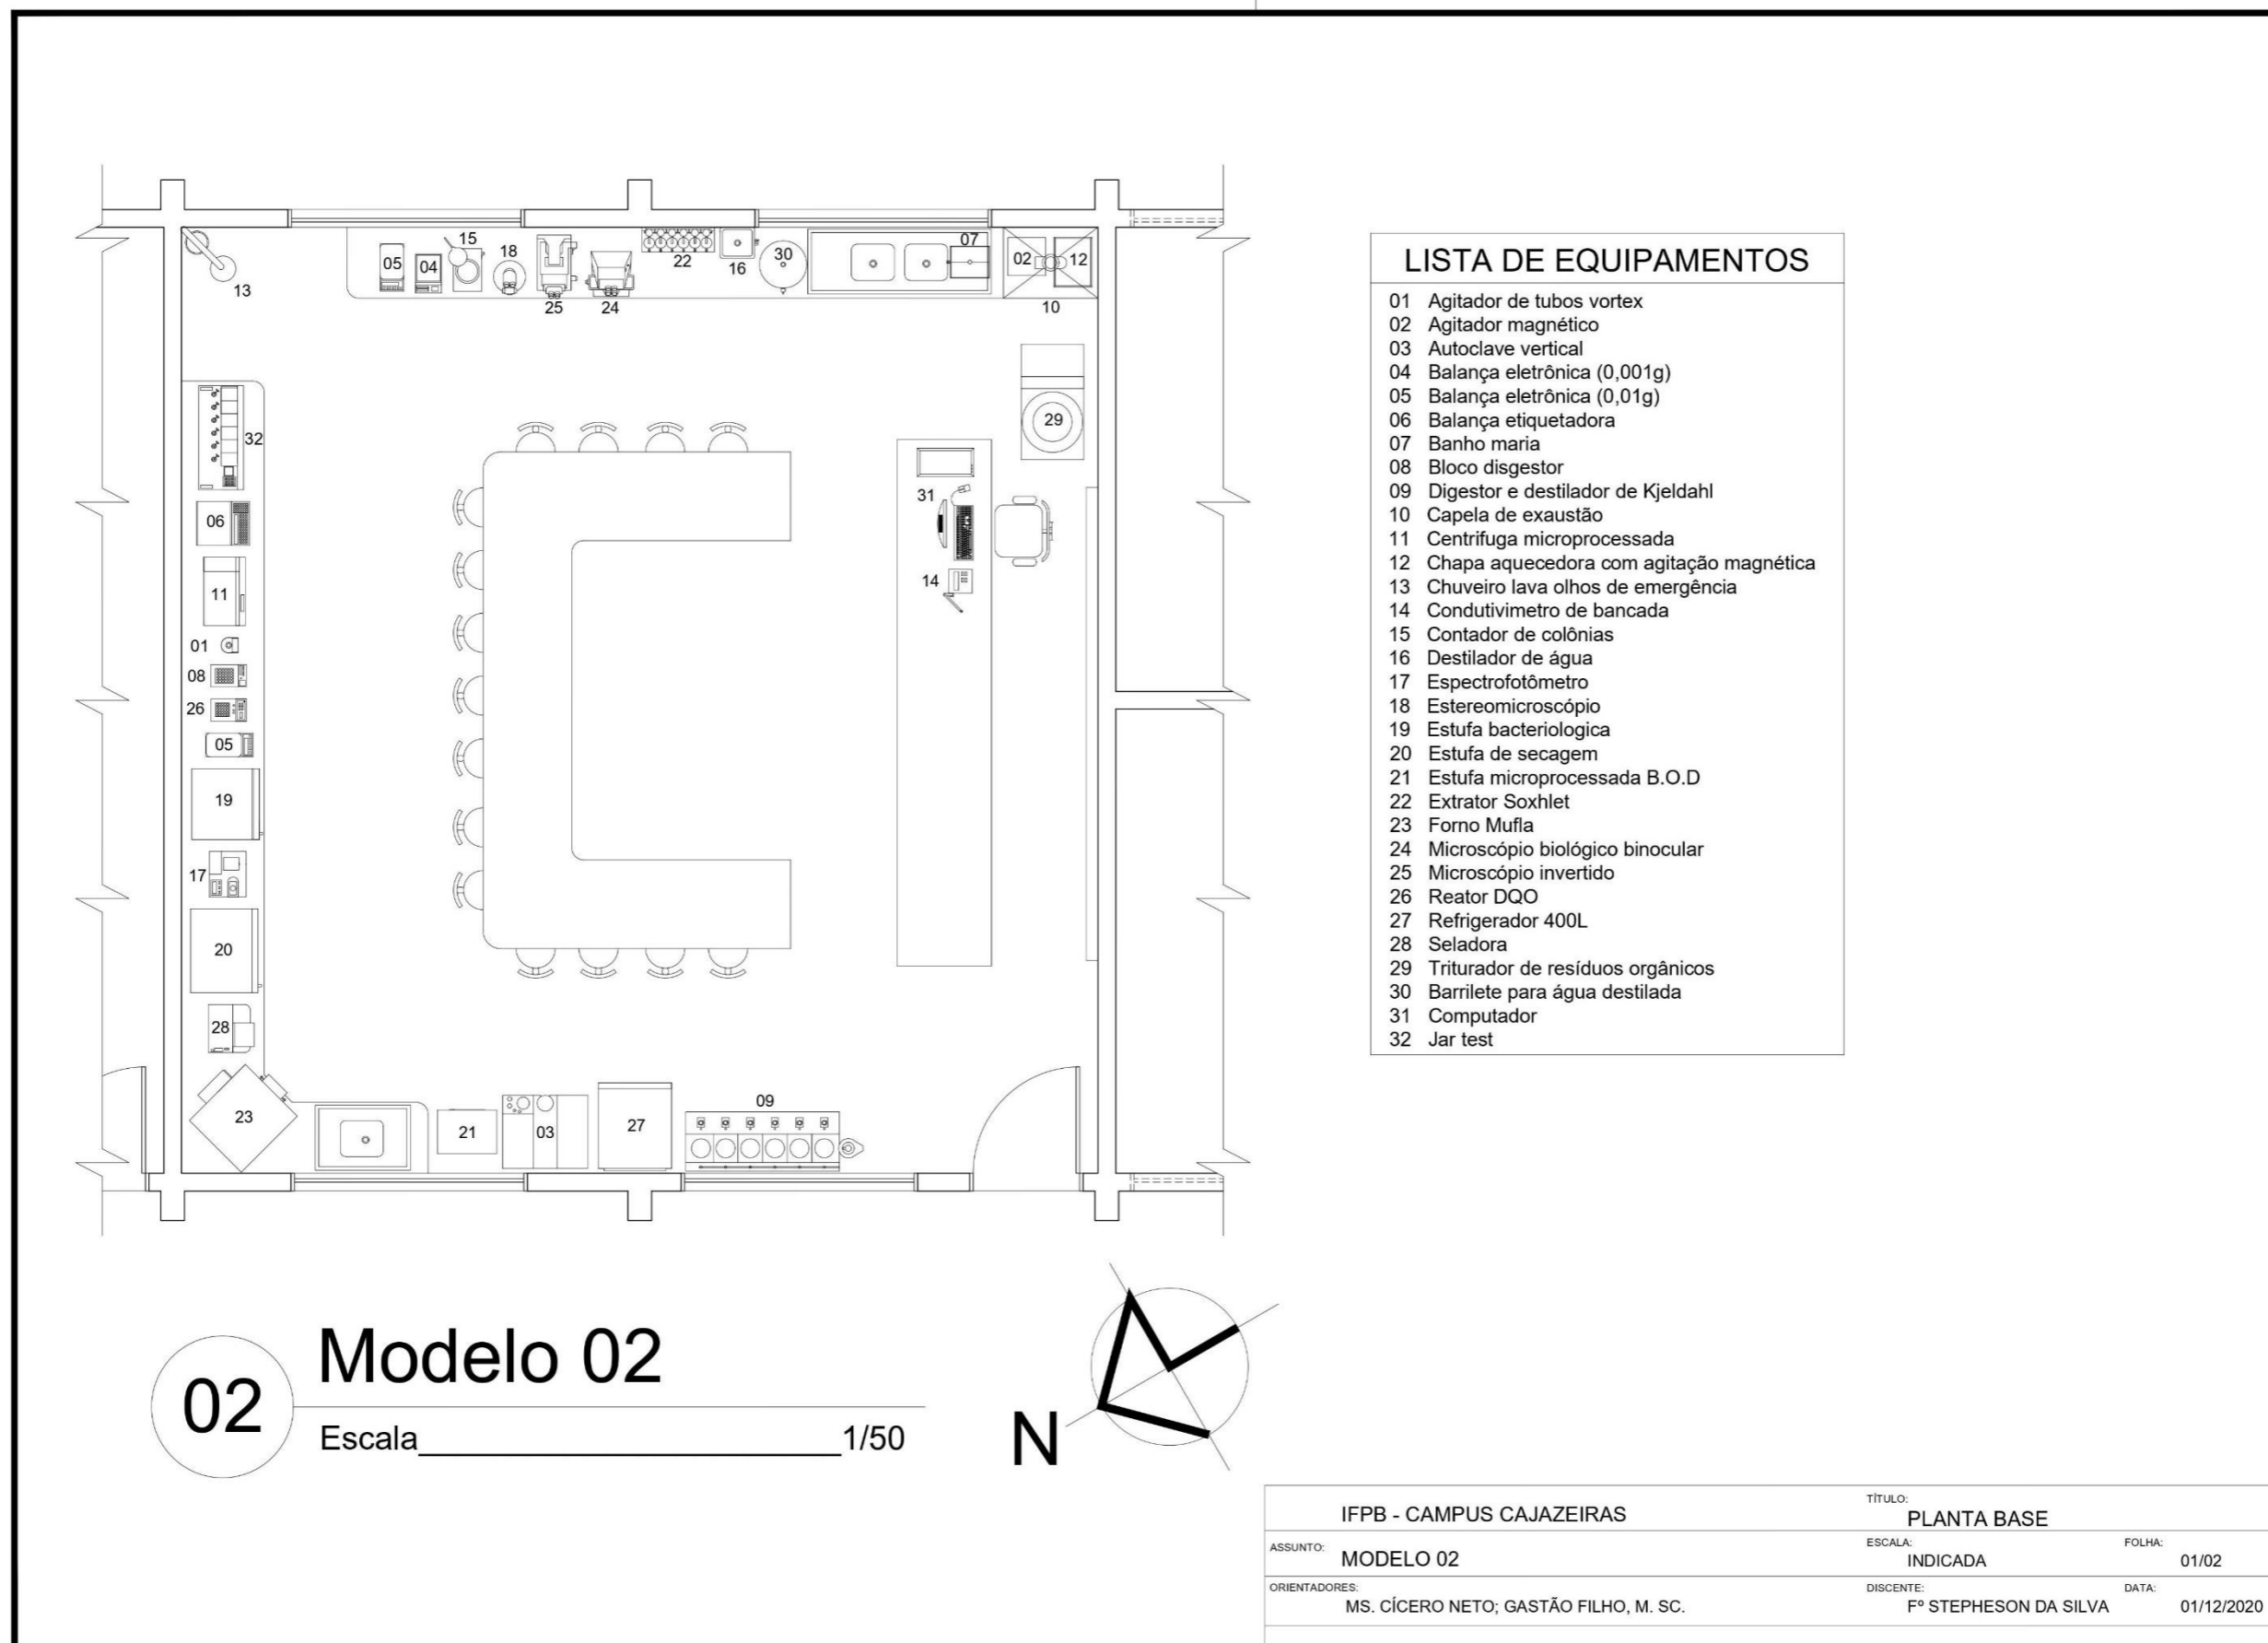 15
07
05
04
18
22
16
30
02
12
13
25
24
10
29
32
31
06
11
14
01
08
26
05
19
17
20
28
09
23
21
03
27
LISTA DE EQUIPAMENTOS
01 Agitador de tubos vortex
02 Agitador magnético
03 Autoclave vertical
04 Balança eletrônica (0,001g)
05 Balança eletrônica (0,01g)
06 Balança etiquetadora
07 Banho maria
08 Bloco disgestor
09 Digestor e destilador de Kjeldahl
10 Capela de exaustão
11 Centrifuga microprocessada
12 Chapa aquecedora com agitação magnética
13 Chuveiro lava olhos de emergência
14 Condutivimetro de bancada
15 Contador de colônias
16 Destilador de água
17 Espectrofotômetro
18 Estereomicroscópio
19 Estufa bacteriologica
20 Estufa de secagem
21 Estufa microprocessada B.O.D
22 Extrator Soxhlet
23 Forno Mufla
24 Microscópio biológico binocular
25 Microscópio invertido
26 Reator DQO
27 Refrigerador 400L
28 Seladora
29 Triturador de resíduos orgânicos
30 Barrilete para água destilada
31 Computador
32 Jar test
02
Modelo 02
Escala 1/50
N
IFPB - CAMPUS CAJAZEIRAS
TÍTULO:
PLANTA BASE
ASSUNTO:
MODELO 02
ESCALA:
INDICADA
FOLHA:
01/02
ORIENTADORES:
MS. CÍCERO NETO; GASTÃO FILHO, M. SC.
DISCENTE:
Fº STEPHESON DA SILVA
DATA:
01/12/2020